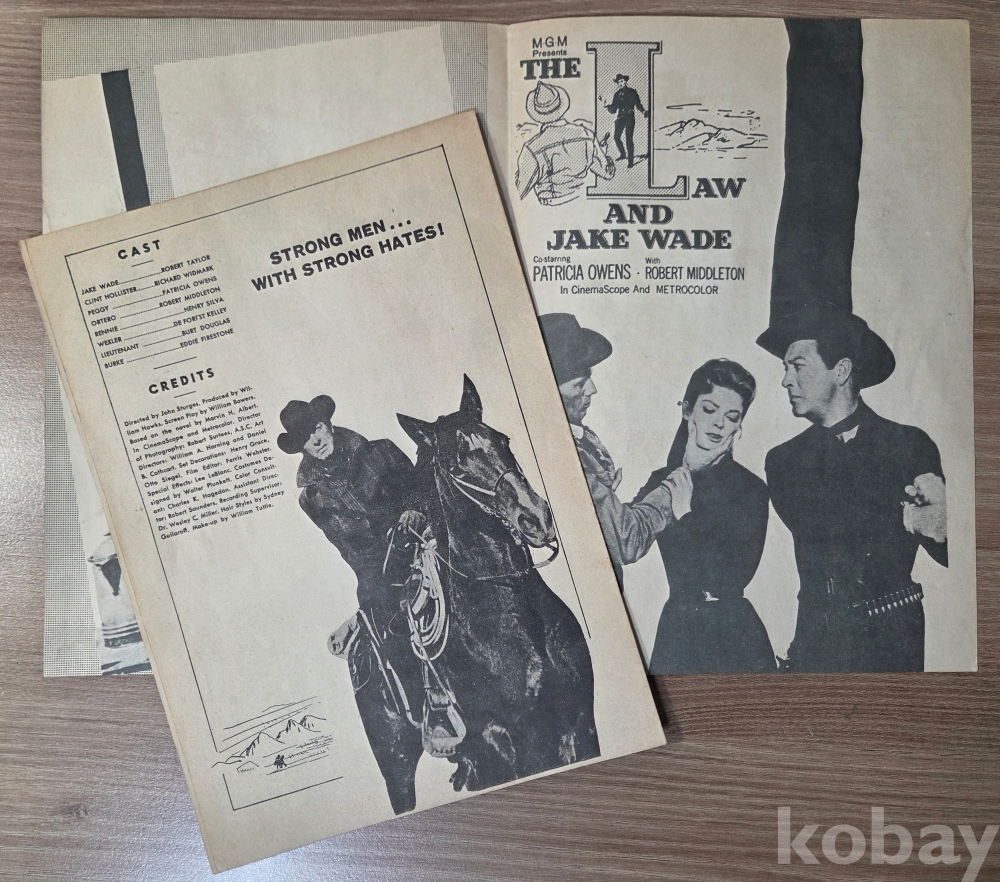 CAST
JAKE WADE..........ROBERT TAYLOR
CLINT HOLLISTER......RICHARD WIDMARK
PEGGY ..................PATRICIA OWENS
ORTERO ................ROBERT MIDDLETON
RENNIE ..................HENRY SILVA
WEXLER .................DE FOREST KELLEY
LIEUTENANT ..............BURT DOUGLAS
BURKE ..................EDDIE FIRESTONE
CREDITS
Directed by John Sturges. Produced by Wil-
liam Hawks. Screen Play by William Bowers.
Based on the novel by Marvin H. Albert.
In CinemaScope and Metrocolor. Director
of Photography: Robert Surtees, A.S.C. Art
Directors: William A. Horning and Daniel
B. Cathcart. Set Decorations: Henry Grace,
Otto Siegel. Film Editor: Ferris Webster.
Special Effects: Lee LeBlanc. Costumes De-
signed by Walter Plunkett. Color Consult-
ant: Charles K. Hagedon. Assistant Direc-
tor: Robert Saunders. Recording Supervisor:
Dr. Wesley C. Miller. Hair Styles by Sydney
Guilaroff. Make-up by William Tuttle.
STRONG MEN...
WITH STRONG HATES!
M-G-M
Presents
THE
LAW
AND
JAKE WADE
Co-starring With
PATRICIA OWENS · ROBERT MIDDLETON
In CinemaScope And METROCOLOR
kobay